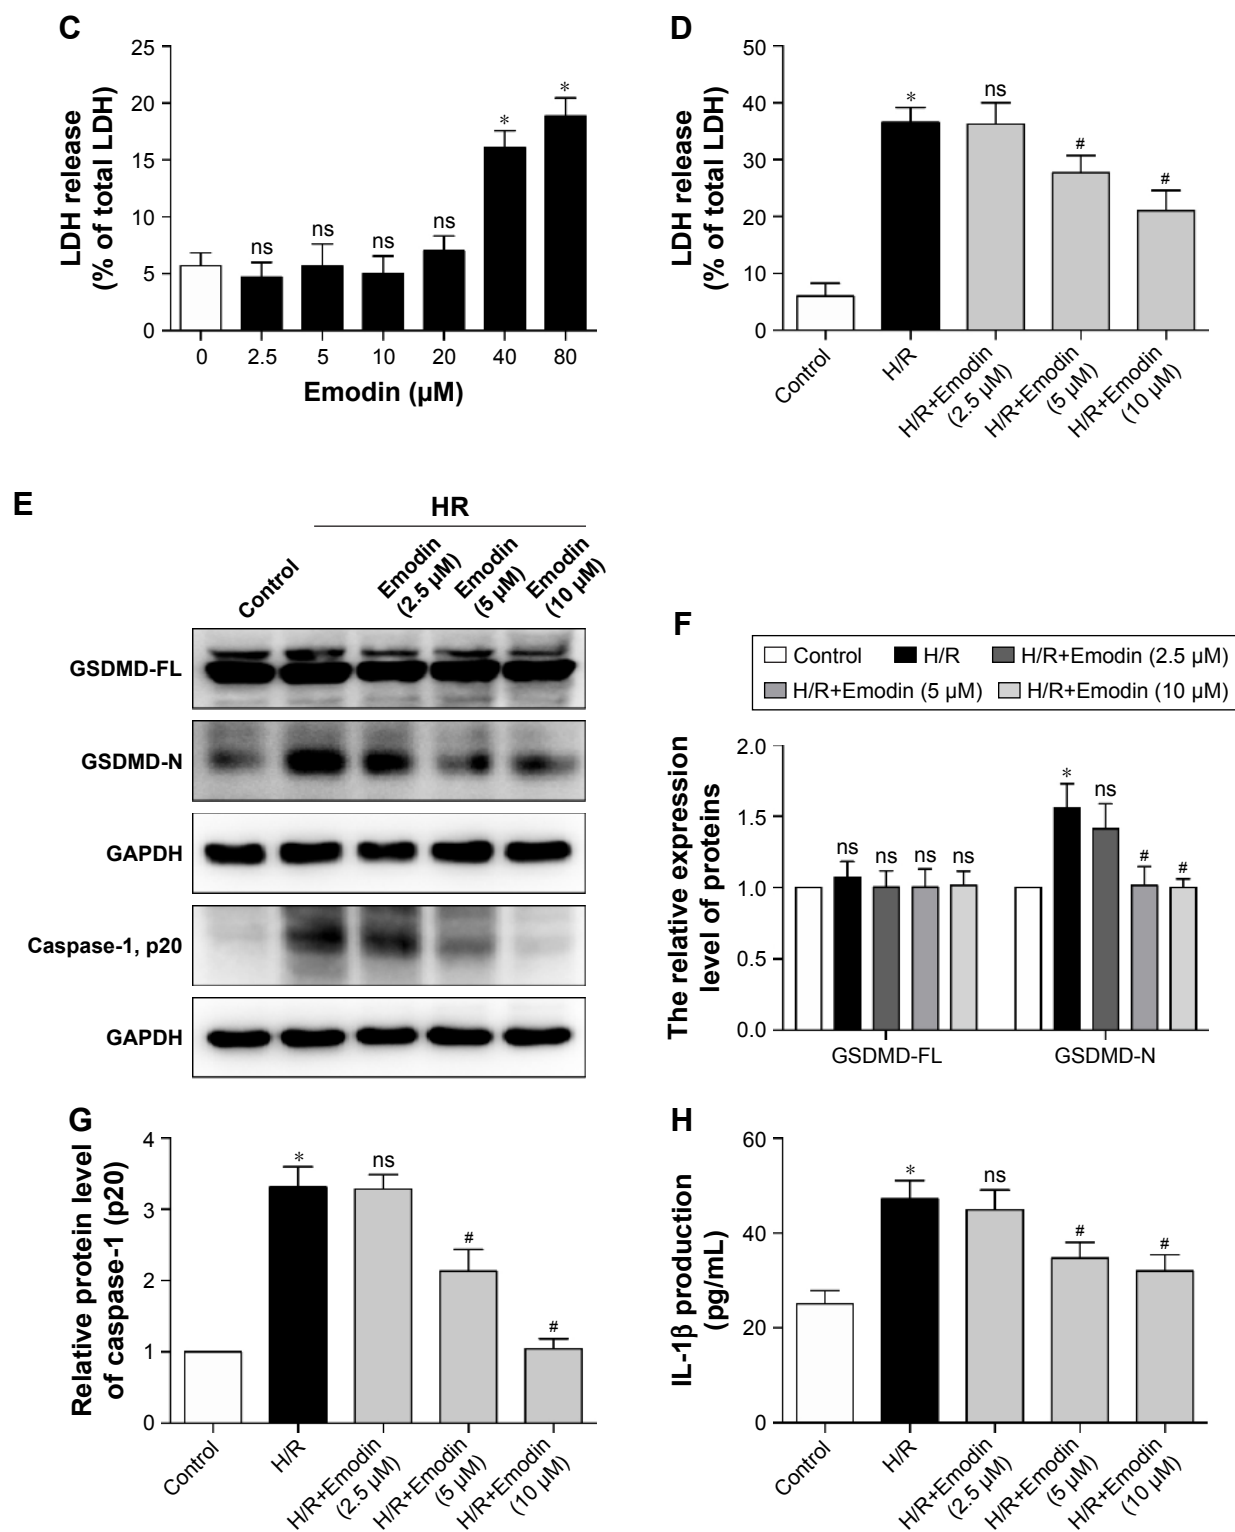 C
25
20
15
10
5
0
LDH release
(% of total LDH)
ns
ns
ns
ns
*
*
0 2.5 5 10 20 40 80
Emodin (µM)
D
50
40
30
20
10
0
LDH release
(% of total LDH)
*
ns
#
#
Control
H/R
H/R+Emodin
(2.5 µM)
H/R+Emodin
(5 µM)
H/R+Emodin
(10 µM)
E
HR
Control
Emodin
(2.5 µM)
Emodin
(5 µM)
Emodin
(10 µM)
GSDMD-FL
GSDMD-N
GAPDH
Caspase-1, p20
GAPDH
F
Control H/R H/R+Emodin (2.5 µM)
H/R+Emodin (5 µM) H/R+Emodin (10 µM)
2.0
1.5
1.0
0.5
0.0
The relative expression
level of proteins
ns
ns
ns
ns
*
ns
#
#
GSDMD-FL GSDMD-N
G
4
3
2
1
0
Relative protein level
of caspase-1 (p20)
*
ns
#
#
Control
H/R
H/R+Emodin
(2.5 µM)
H/R+Emodin
(5 µM)
H/R+Emodin
(10 µM)
H
60
40
20
0
IL-1β production
(pg/mL)
*
ns
#
#
Control
H/R
H/R+Emodin
(2.5 µM)
H/R+Emodin
(5 µM)
H/R+Emodin
(10 µM)